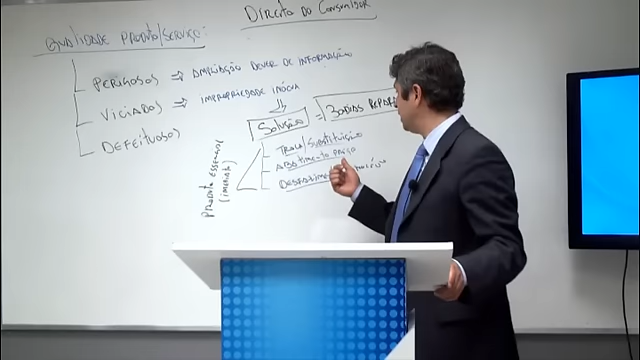 Direito do Consumidor
Qualidade Produto/Serviço:
Perigosos ⇒ Ampliação dever de informação
Viciados ⇒ Impropriedade inócua
Defeituosos
Solução = 30 dias
Troca/Substituição
Abatimento preço
Produto essencial
(imediato)